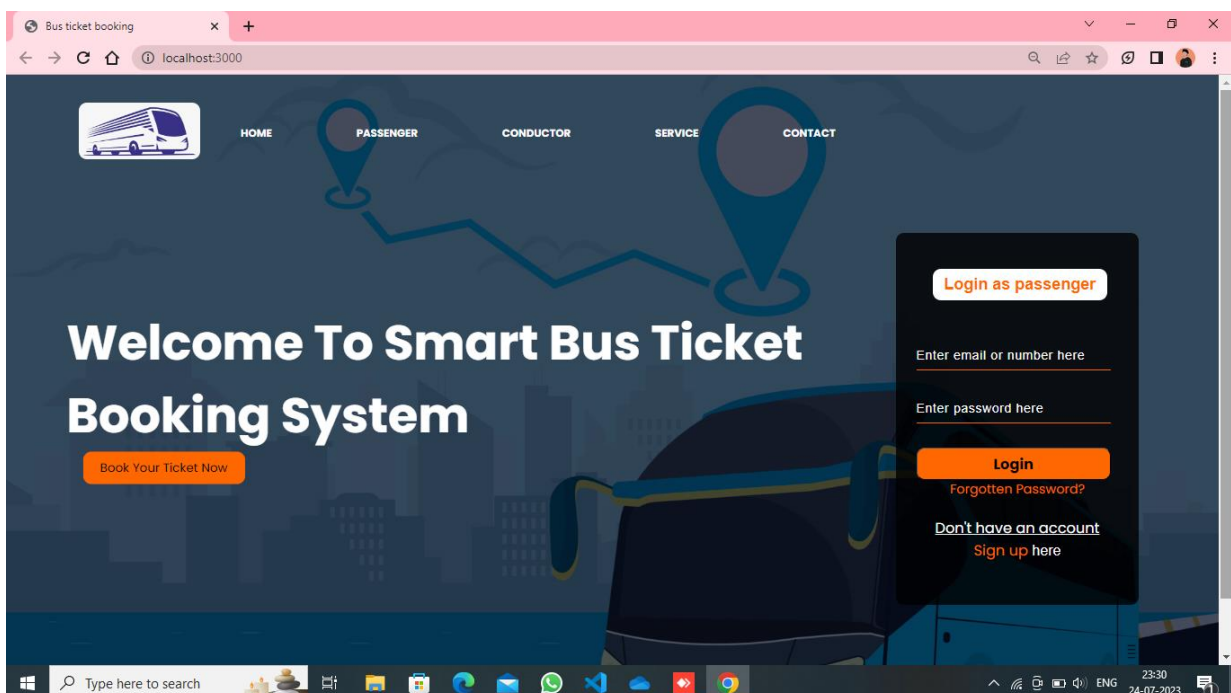 Bus ticket booking
localhost:3000
HOME PASSENGER CONDUCTOR SERVICE CONTACT
Login as passenger
Welcome To Smart Bus Ticket
Booking System
Book Your Ticket Now
Enter email or number here
Enter password here
Login
Forgotten Password?
Don't have an account
Sign up here
Type here to search
ENG
23:30
24-07-2023